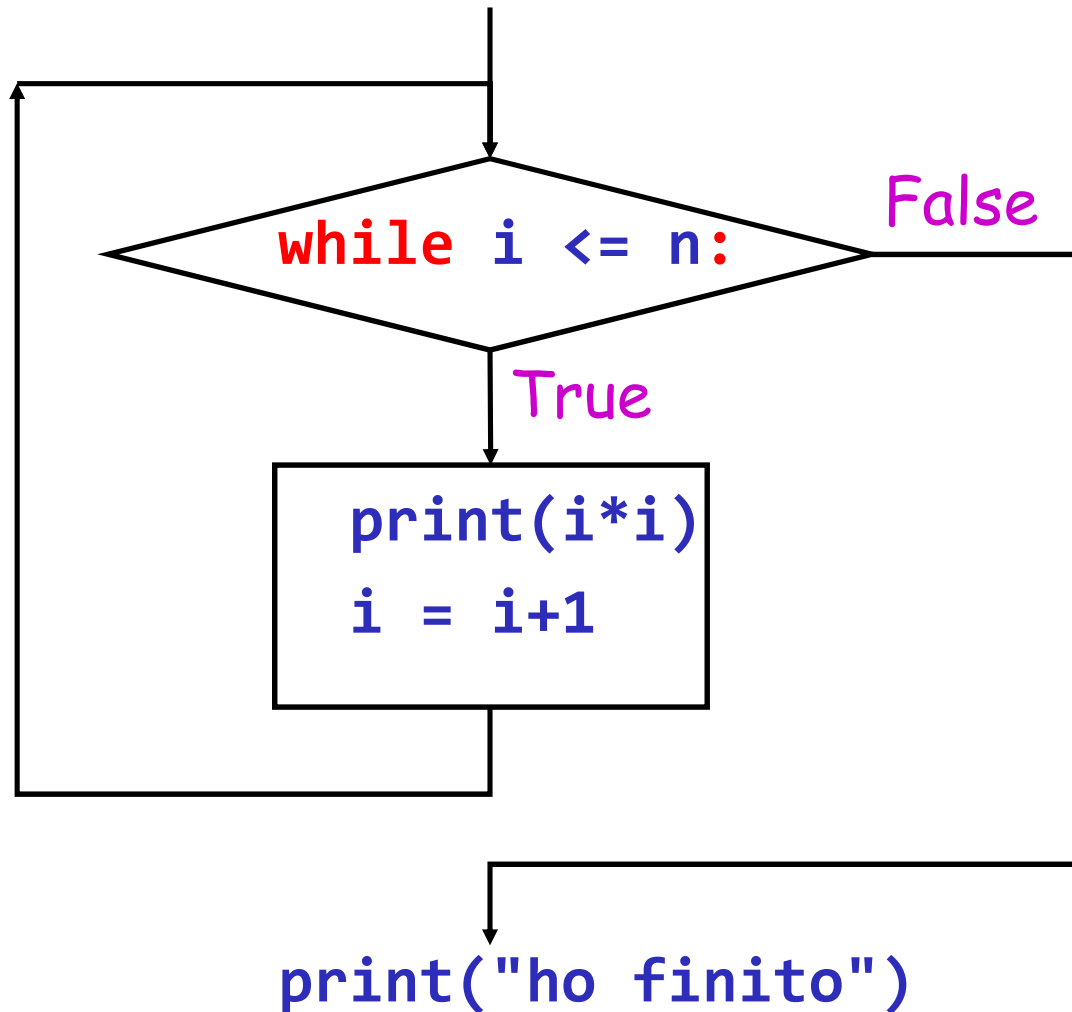 while i <= n:
False
True
print(i*i)
i = i+1
print("ho finito")